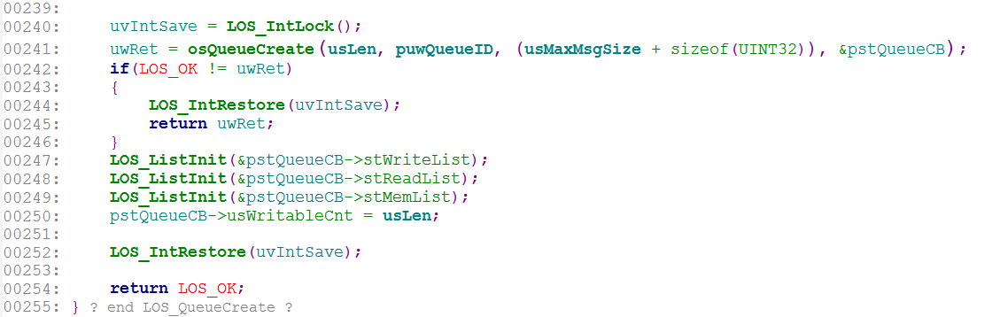 00239:
00240: uvIntSave = LOS_IntLock();
00241: uwRet = osQueueCreate(usLen, puwQueueID, (usMaxMsgSize + sizeof(UINT32)), &pstQueueCB);
00242: if(LOS_OK != uwRet)
00243: {
00244: LOS_IntRestore(uvIntSave);
00245: return uwRet;
00246: }
00247: LOS_ListInit(&pstQueueCB->stWriteList);
00248: LOS_ListInit(&pstQueueCB->stReadList);
00249: LOS_ListInit(&pstQueueCB->stMemList);
00250: pstQueueCB->usWritableCnt = usLen;
00251:
00252: LOS_IntRestore(uvIntSave);
00253:
00254: return LOS_OK;
00255: } ? end LOS_QueueCreate ?